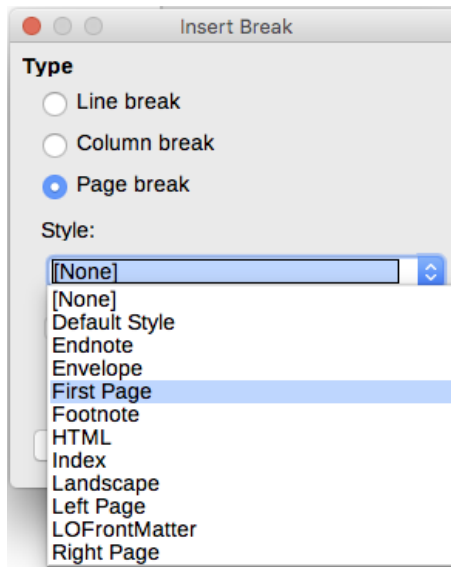 Insert Break
Type
Line break
Column break
Page break
Style:
[None]
[None]
Default Style
Endnote
Envelope
First Page
Footnote
HTML
Index
Landscape
Left Page
LOFrontMatter
Right Page